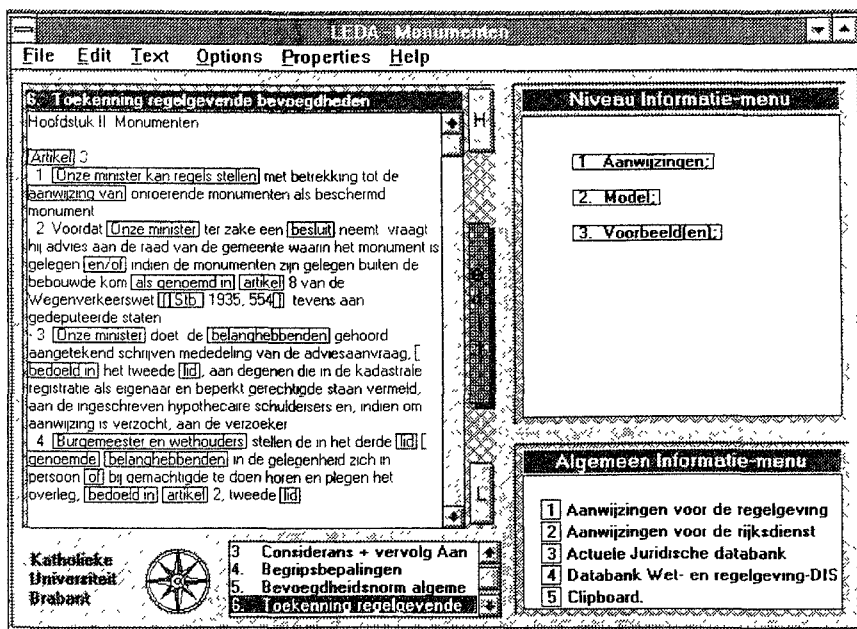 LEDA - Monumenten
File Edit Text Options Properties Help
6. Toekenning regelgevende bevoegdheden
Hoofdstuk II Monumenten
Artikel 3
1 Onze minister kan regels stellen met betrekking tot de
aanwijzing van onroerende monumenten als beschermd
monument
2 Voordat Onze minister ter zake een besluit neemt vraagt
hij advies aan de raad van de gemeente waarin het monument is
gelegen en/of indien de monumenten zijn gelegen buiten de
bebouwde kom als genoemd in artikel 8 van de
Wegenverkeerswet [[Stb. 1935, 554]] tevens aan
gedeputeerde staten
3 Onze minister doet de belanghebbenden gehoord
aangetekend schrijven mededeling van de adviesaanvraag, [
bedoeld in het tweede lid, aan degenen die in de kadastrale
registratie als eigenaar en beperkt gerechtigde staan vermeld,
aan de ingeschreven hypothecaire schuldeisers en, indien om
aanwijzing is verzocht, aan de verzoeker
4 Burgemeester en wethouders stellen de in het derde lid [
genoemde belanghebbenden in de gelegenheid zich in
persoon of bij gemachtigde te doen horen en plegen het
overleg, bedoeld in artikel 2, tweede lid
H
L
Niveau Informatie-menu
1 Aanwijzingen;
2. Model;
3. Voorbeeld(en);
Algemeen Informatie-menu
1 Aanwijzingen voor de regelgeving
2 Aanwijzingen voor de rijksdienst
3 Actuele Juridische databank
4 Databank Wet- en regelgeving-DIS
5 Clipboard.
Katholieke
Universiteit
Brabant
3 Considerans + vervolg Aan
4. Begripsbepalingen
5. Bevoegdheidsnorm algeme
6. Toekenning regelgevende